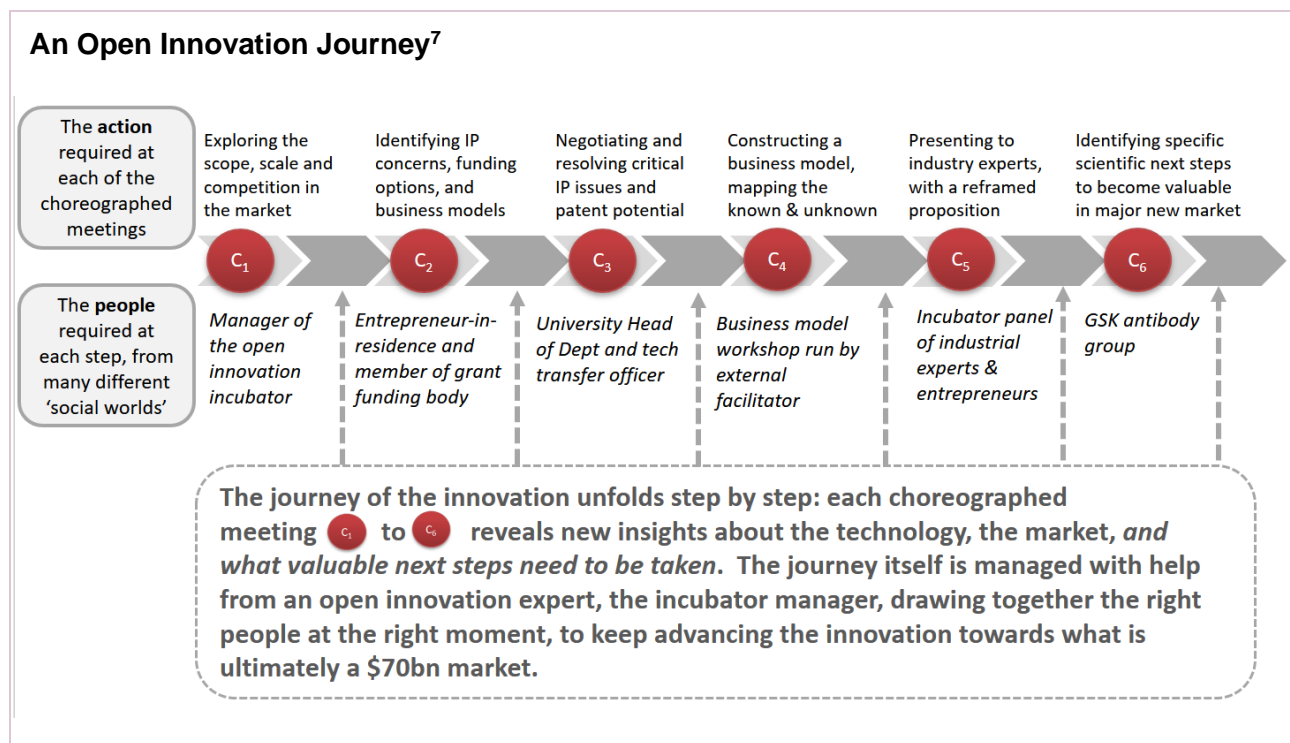 An Open Innovation Journey⁷
The action
required at
each of the
choreographed
meetings
Exploring the
scope, scale and
competition in
the market
Identifying IP
concerns, funding
options, and
business models
Negotiating and
resolving critical
IP issues and
patent potential
Constructing a
business model,
mapping the
known & unknown
Presenting to
industry experts,
with a reframed
proposition
Identifying specific
scientific next steps
to become valuable
in major new market
C₁
C₂
C₃
C₄
C₅
C₆
The people
required at
each step, from
many different
‘social worlds’
Manager of
the open
innovation
incubator
Entrepreneur-in-
residence and
member of grant
funding body
University Head
of Dept and tech
transfer officer
Business model
workshop run by
external
facilitator
Incubator panel
of industrial
experts &
entrepreneurs
GSK antibody
group
The journey of the innovation unfolds step by step: each choreographed
meeting C₁ to C₆ reveals new insights about the technology, the market, and
what valuable next steps need to be taken. The journey itself is managed with help
from an open innovation expert, the incubator manager, drawing together the right
people at the right moment, to keep advancing the innovation towards what is
ultimately a $70bn market.